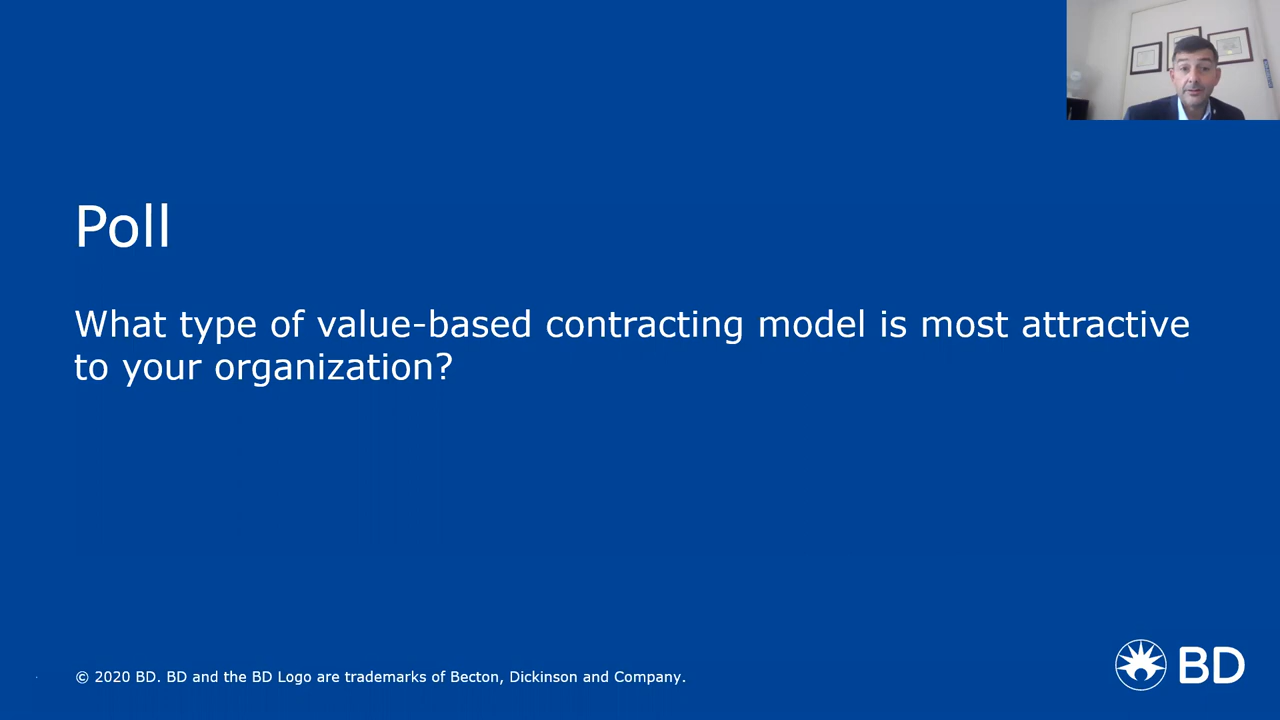 Poll
What type of value-based contracting model is most attractive
to your organization?
© 2020 BD. BD and the BD Logo are trademarks of Becton, Dickinson and Company.
BD